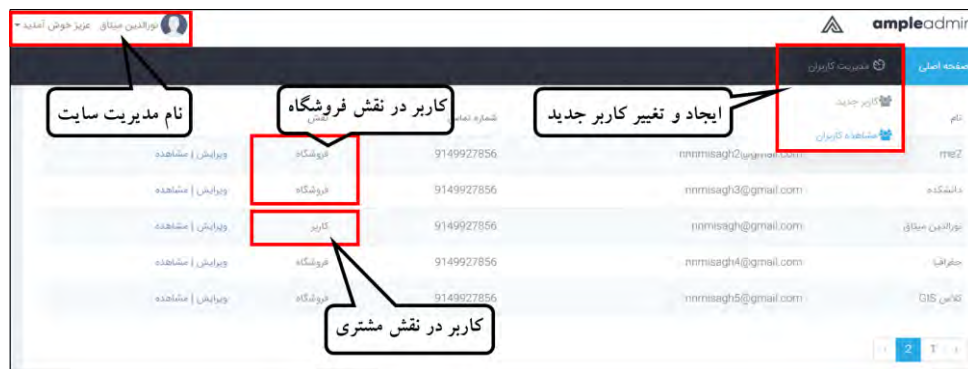 ampleadmin
نورالدین میثاق عزیز خوش آمدید
صفحه اصلی
مدیریت کاربران
کاربر جدید
مشاهده کاربران
ایجاد و تغییر کاربر جدید
کاربر در نقش فروشگاه
نام مدیریت سایت
نام شماره تماس نقش
me2 nnmisagh2@gmail.com 9149927856 فروشگاه ویرایش | مشاهده
دانشکده nnmisagh3@gmail.com 9149927856 فروشگاه ویرایش | مشاهده
نورالدین میثاق nnmisagh@gmail.com 9149927856 کاربر ویرایش | مشاهده
جغرافیا nnmisagh4@gmail.com 9149927856 فروشگاه ویرایش | مشاهده
کلاس GIS nnmisagh5@gmail.com 9149927856 فروشگاه ویرایش | مشاهده
کاربر در نقش مشتری
‹ 1 2 ›